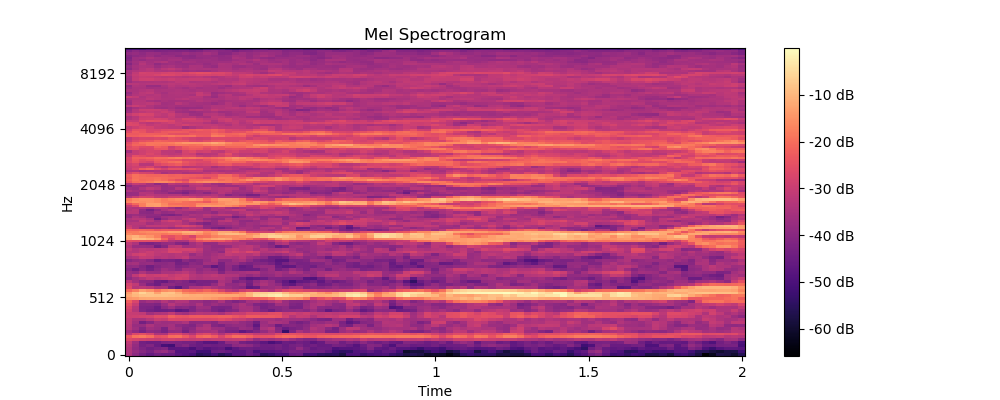 Mel Spectrogram
8192
4096
2048
1024
512
0
Hz
0
0.5
1
1.5
2
Time
-10 dB
-20 dB
-30 dB
-40 dB
-50 dB
-60 dB